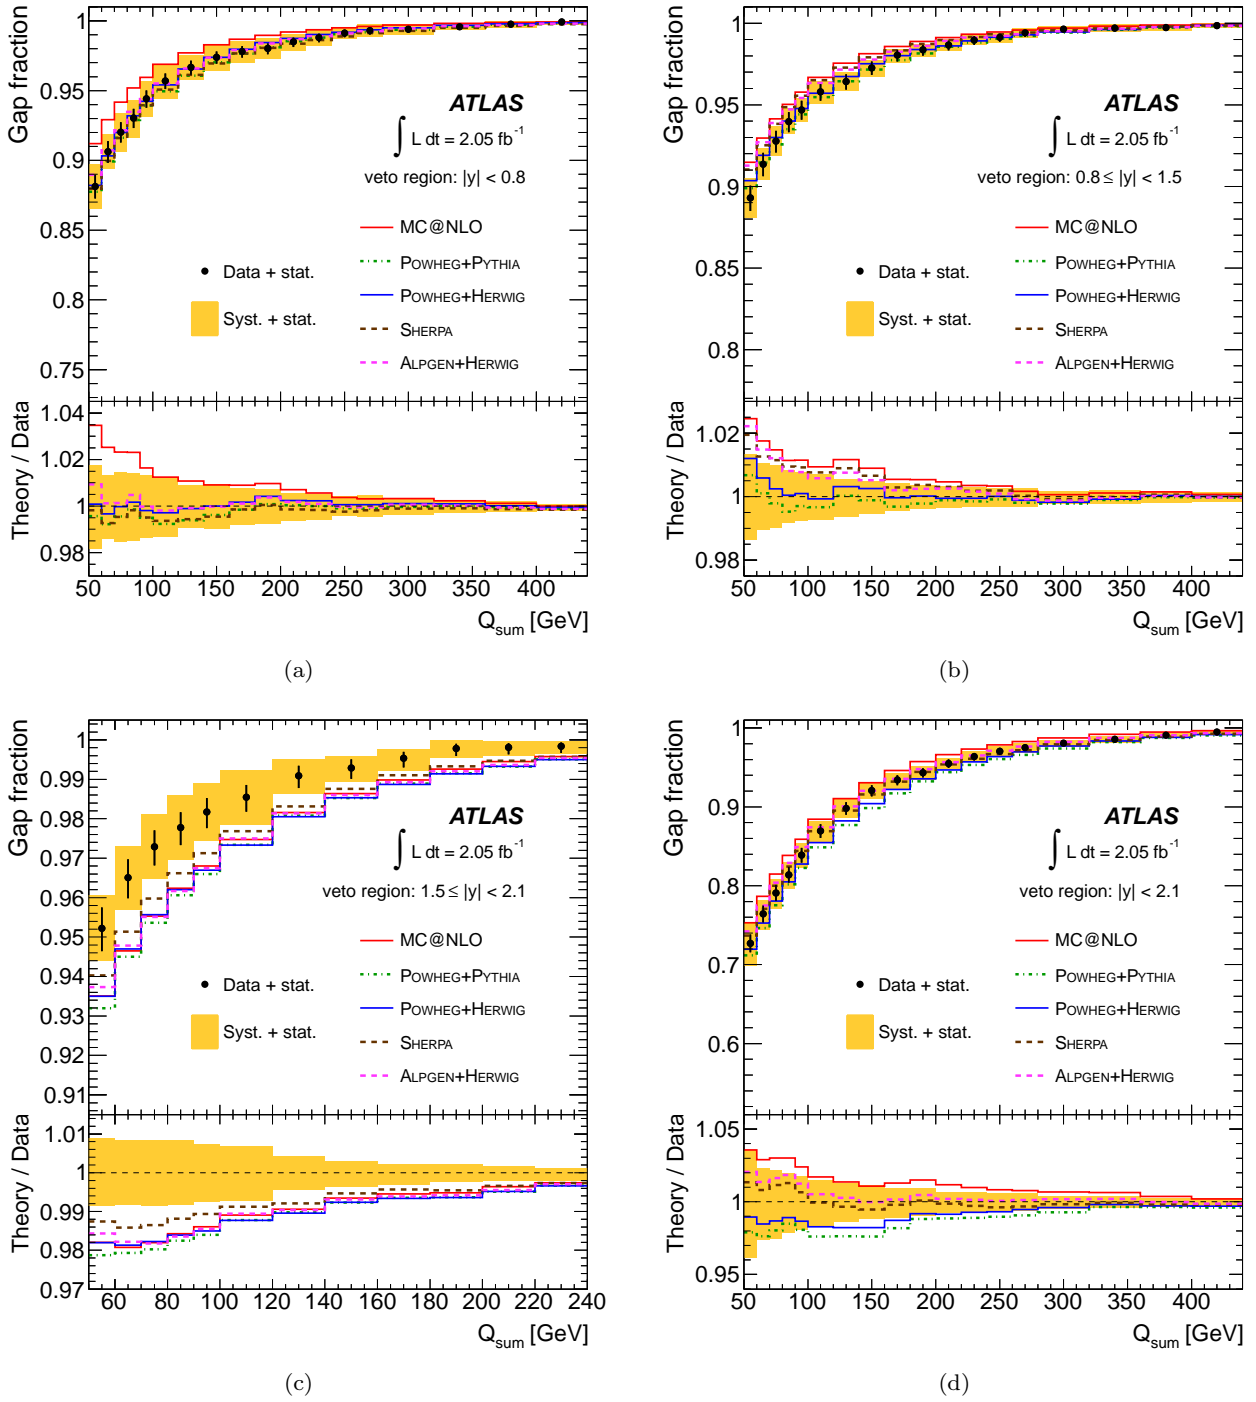 Gap fraction
1
0.95
0.9
0.85
0.8
0.75
ATLAS
∫ L dt = 2.05 fb⁻¹
veto region: |y| < 0.8
MC@NLO
POWHEG+PYTHIA
POWHEG+HERWIG
SHERPA
ALPGEN+HERWIG
Data + stat.
Syst. + stat.
Theory / Data
1.04
1.02
1
0.98
50 100 150 200 250 300 350 400
Q_sum [GeV]
(a)
Gap fraction
1
0.95
0.9
0.85
0.8
ATLAS
∫ L dt = 2.05 fb⁻¹
veto region: 0.8 ≤ |y| < 1.5
MC@NLO
POWHEG+PYTHIA
POWHEG+HERWIG
SHERPA
ALPGEN+HERWIG
Data + stat.
Syst. + stat.
Theory / Data
1.02
1
0.98
50 100 150 200 250 300 350 400
Q_sum [GeV]
(b)
Gap fraction
1
0.99
0.98
0.97
0.96
0.95
0.94
0.93
0.92
0.91
ATLAS
∫ L dt = 2.05 fb⁻¹
veto region: 1.5 ≤ |y| < 2.1
MC@NLO
POWHEG+PYTHIA
POWHEG+HERWIG
SHERPA
ALPGEN+HERWIG
Data + stat.
Syst. + stat.
Theory / Data
1.01
1
0.99
0.98
0.97
60 80 100 120 140 160 180 200 220 240
Q_sum [GeV]
(c)
Gap fraction
1
0.9
0.8
0.7
0.6
ATLAS
∫ L dt = 2.05 fb⁻¹
veto region: |y| < 2.1
MC@NLO
POWHEG+PYTHIA
POWHEG+HERWIG
SHERPA
ALPGEN+HERWIG
Data + stat.
Syst. + stat.
Theory / Data
1.05
1
0.95
50 100 150 200 250 300 350 400
Q_sum [GeV]
(d)